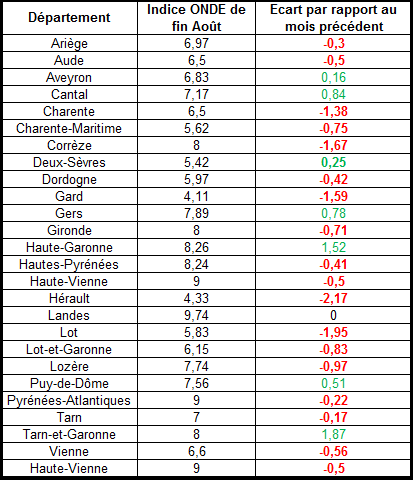 Département Indice ONDE de fin Août Ecart par rapport au mois précédent
Ariège 6,97 -0,3
Aude 6,5 -0,5
Aveyron 6,83 0,16
Cantal 7,17 0,84
Charente 6,5 -1,38
Charente-Maritime 5,62 -0,75
Corrèze 8 -1,67
Deux-Sèvres 5,42 0,25
Dordogne 5,97 -0,42
Gard 4,11 -1,59
Gers 7,89 0,78
Gironde 8 -0,71
Haute-Garonne 8,26 1,52
Hautes-Pyrénées 8,24 -0,41
Haute-Vienne 9 -0,5
Hérault 4,33 -2,17
Landes 9,74 0
Lot 5,83 -1,95
Lot-et-Garonne 6,15 -0,83
Lozère 7,74 -0,97
Puy-de-Dôme 7,56 0,51
Pyrénées-Atlantiques 9 -0,22
Tarn 7 -0,17
Tarn-et-Garonne 8 1,87
Vienne 6,6 -0,56
Haute-Vienne 9 -0,5